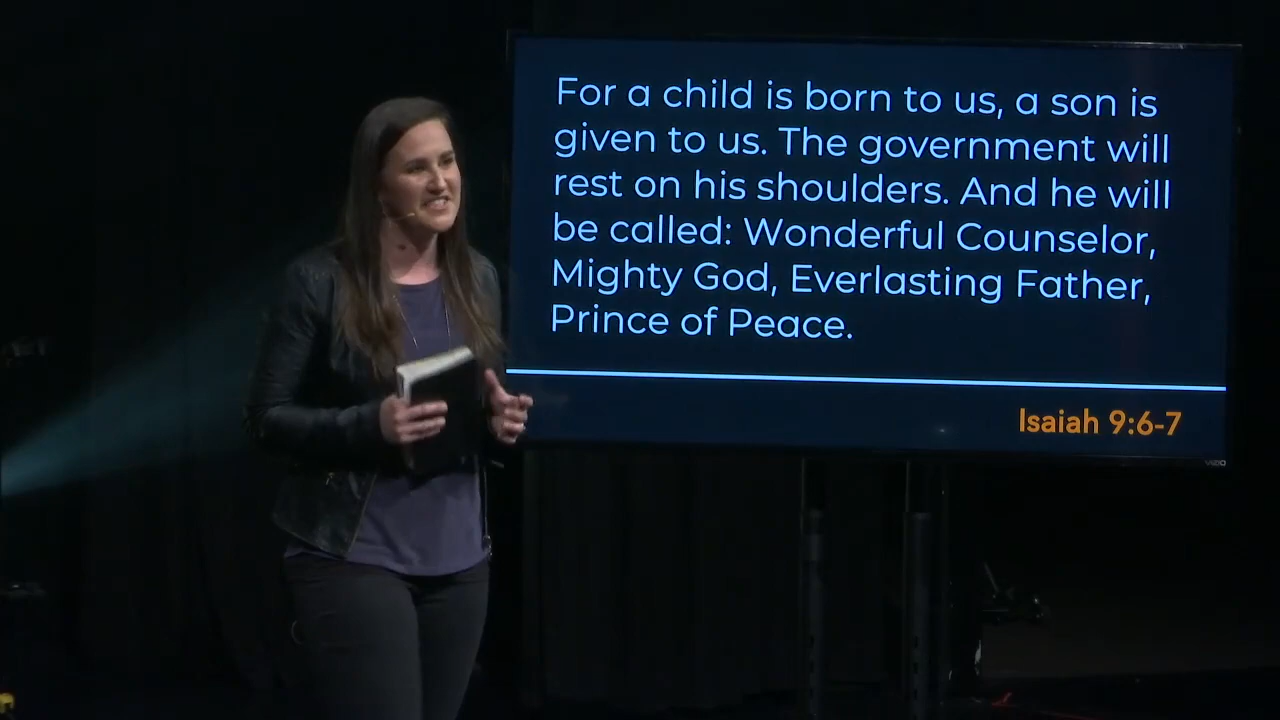 For a child is born to us, a son is
given to us. The government will
rest on his shoulders. And he will
be called: Wonderful Counselor,
Mighty God, Everlasting Father,
Prince of Peace.
Isaiah 9:6-7
VIZIO